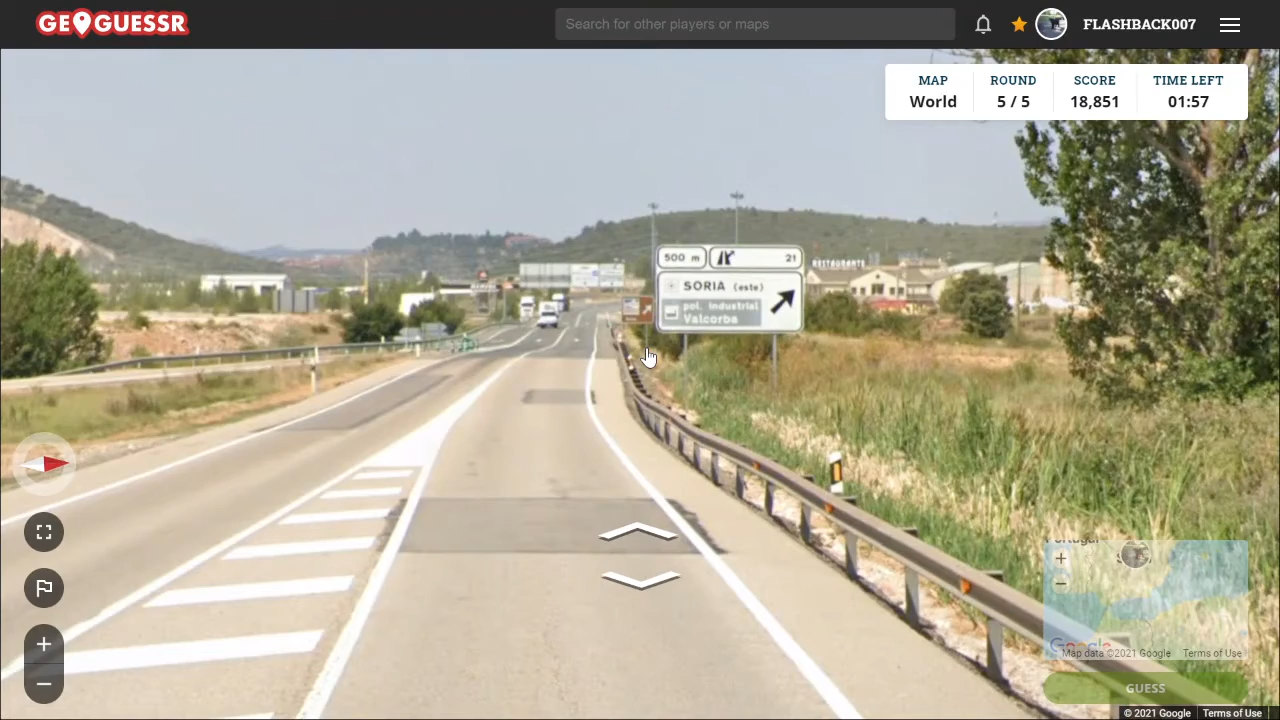 GEOGUESSR
Search for other players or maps
FLASHBACK007
MAP
World
ROUND
5 / 5
SCORE
18,851
TIME LEFT
01:57
500 m
21
SORIA (este)
pol. industrial
Valcorba
RESTAURANTE
Portugal
+
−
Google
Map data ©2021 Google
Terms of Use
GUESS
© 2021 Google
Terms of Use